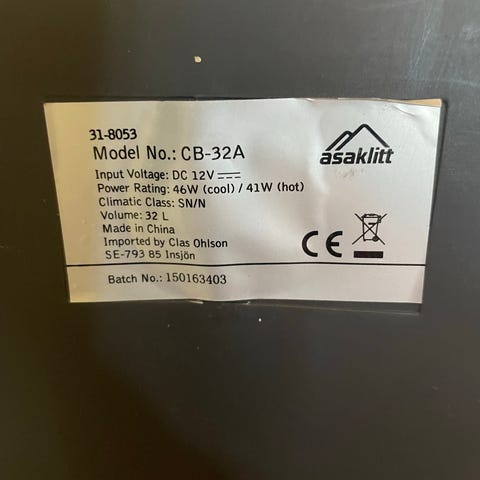 31-8053
Model No.: CB-32A
asaklitt
Input Voltage: DC 12V
Power Rating: 46W (cool) / 41W (hot)
Climatic Class: SN/N
Volume: 32 L
Made in China
Imported by Clas Ohlson
SE-793 85 Insjön
CE
Batch No.: 150163403